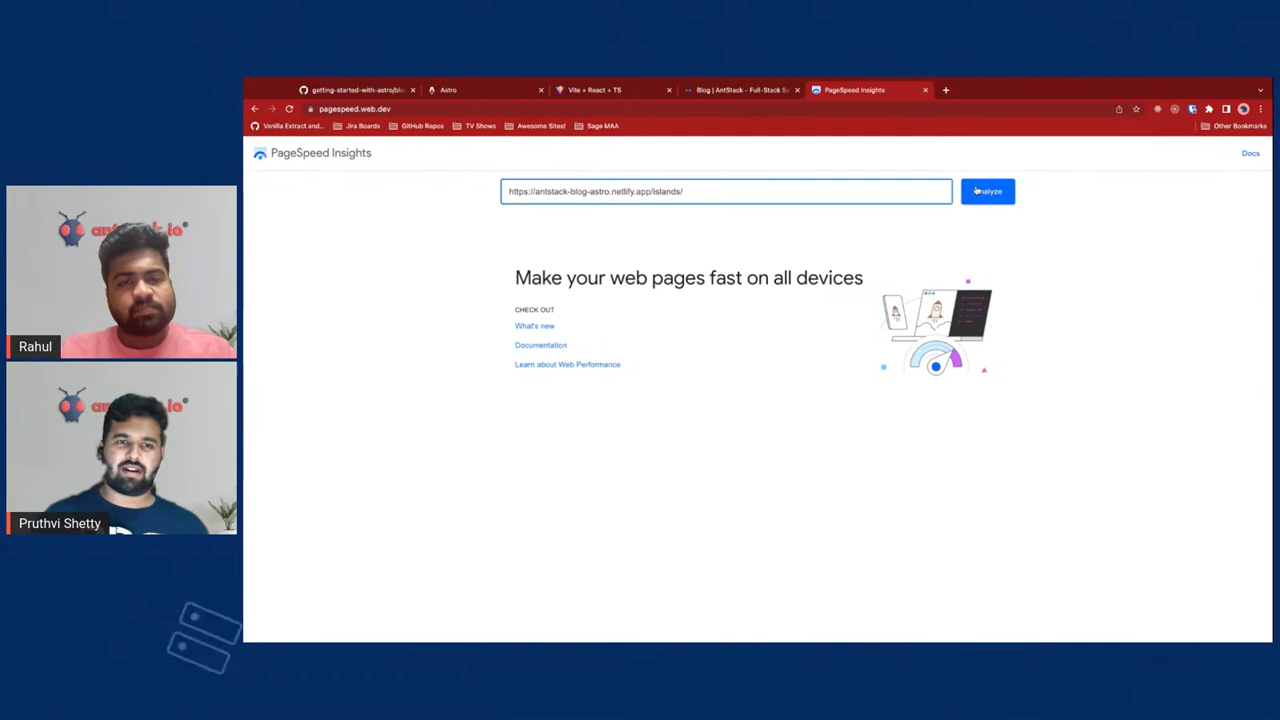 getting-started-with-astro/blo
Astro
Vite + React + TS
Blog | AntStack - Full-Stack Se
PageSpeed Insights
pagespeed.web.dev
Vanilla Extract and...
Jira Boards
GitHub Repos
TV Shows
Awesome Sites!
Sage MAA
Other Bookmarks
PageSpeed Insights
Docs
https://antstack-blog-astro.netlify.app/islands/
nalyze
Make your web pages fast on all devices
CHECK OUT
What's new
Documentation
Learn about Web Performance
Rahul
Pruthvi Shetty